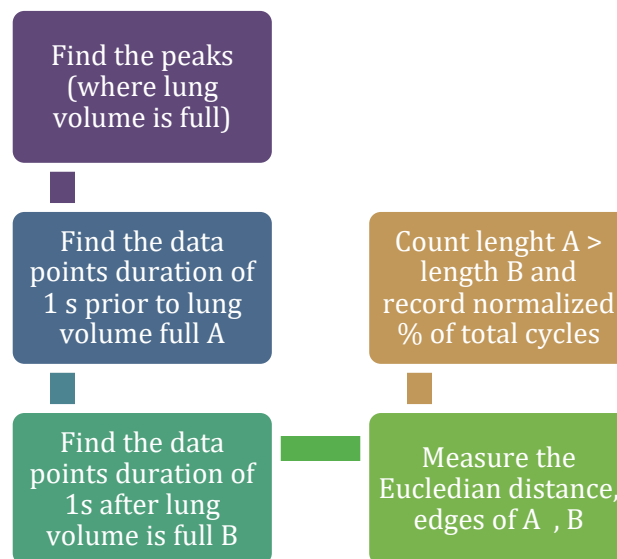 Find the peaks
(where lung
volume is full)
Find the data
points duration of
1 s prior to lung
volume full A
Find the data
points duration of
1s after lung
volume is full B
Measure the
Eucledian distance,
edges of A , B
Count lenght A >
length B and
record normalized
% of total cycles